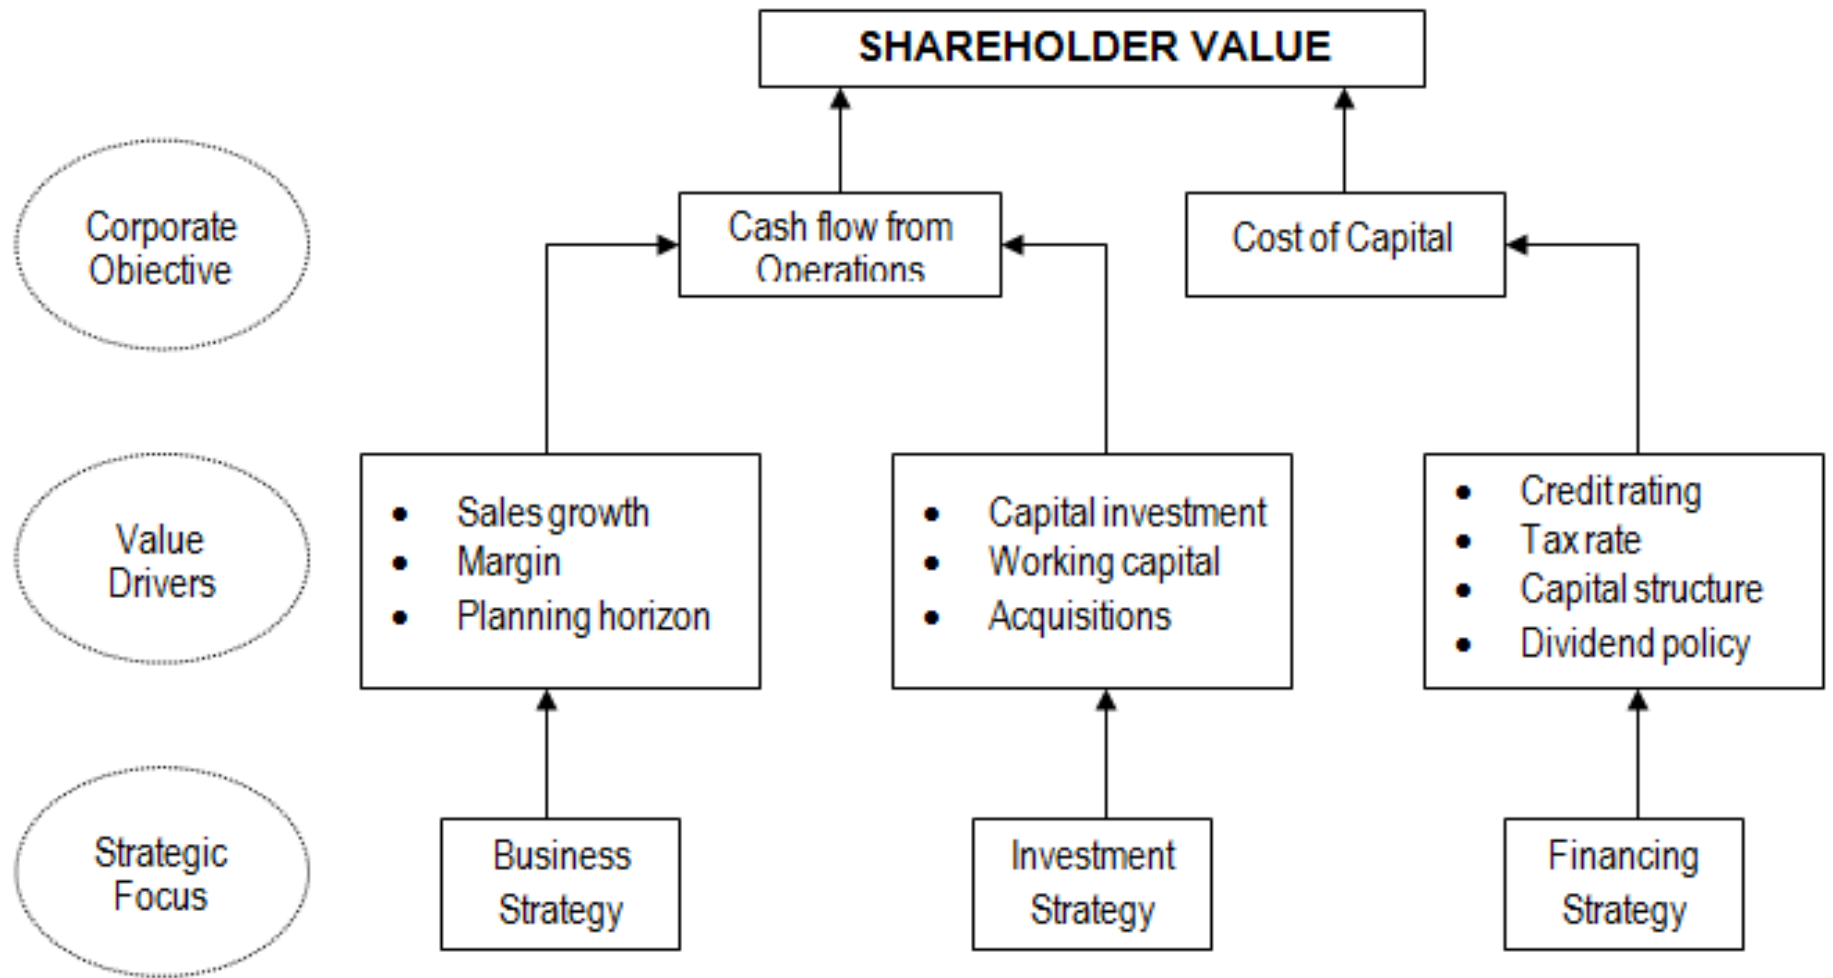 SHAREHOLDER VALUE
Corporate
Obiective
Cash flow from
Operations
Cost of Capital
Value
Drivers
• Sales growth
• Margin
• Planning horizon
• Capital investment
• Working capital
• Acquisitions
• Credit rating
• Tax rate
• Capital structure
• Dividend policy
Strategic
Focus
Business
Strategy
Investment
Strategy
Financing
Strategy